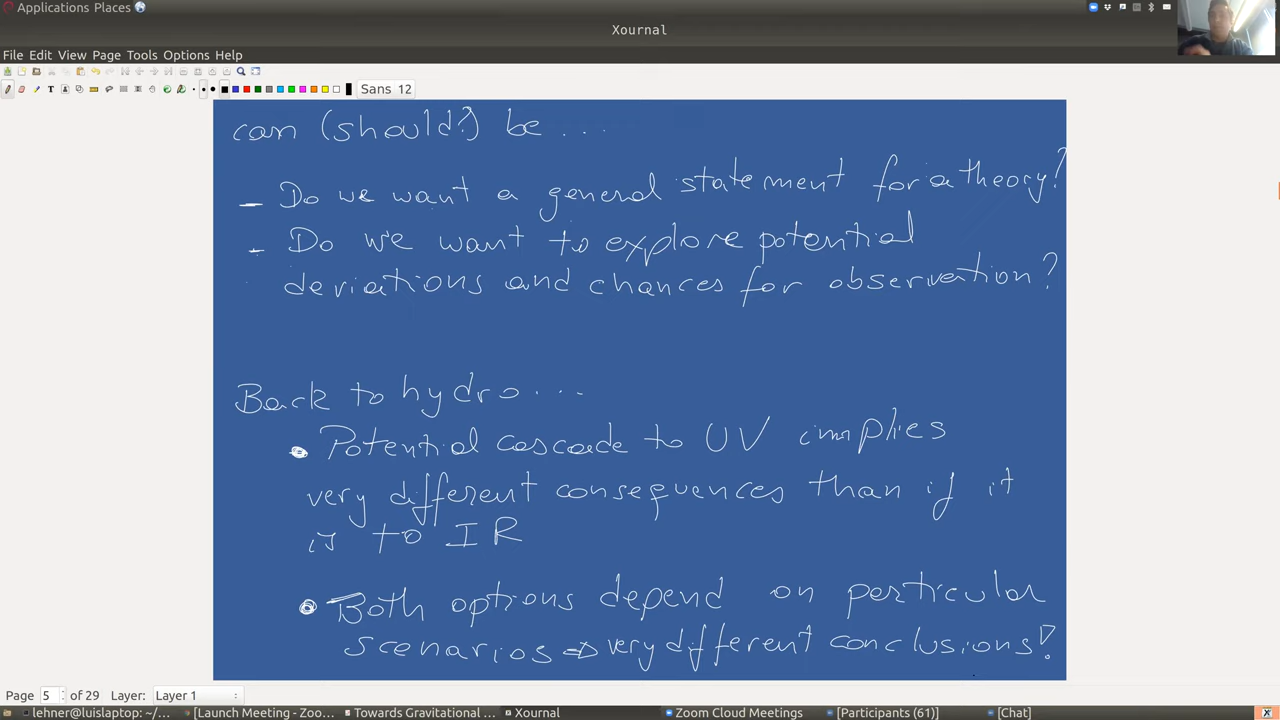 Applications Places
Xournal
File Edit View Page Tools Options Help
Sans 12
can (should?) be...
- Do we want a general statement for a theory?
- Do we want to explore potential
deviations and chances for observation?
Back to hydro...
• Potential cascade to UV implies
very different consequences than if it
is to IR
• Both options depend on particular
scenarios => very different conclusions!
Page 5 of 29 Layer: Layer 1
lehner@luislaptop: ~/... [Launch Meeting - Zoo... Towards Gravitational ... Xournal Zoom Cloud Meetings [Participants (61)] [Chat]